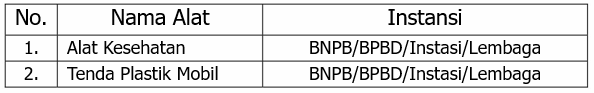 No. Nama Alat Instansi
1. Alat Kesehatan BNPB/BPBD/Instasi/Lembaga
2. Tenda Plastik Mobil BNPB/BPBD/Instasi/Lembaga